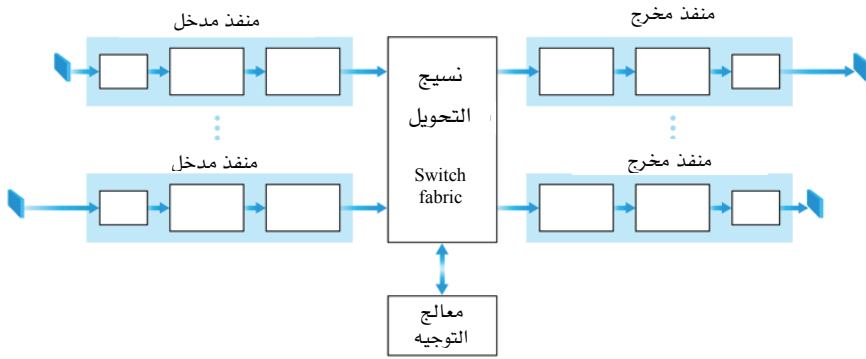 منفذ مدخل
منفذ مخرج
نسيج
التحويل
Switch
fabric
منفذ مدخل
منفذ مخرج
معالج
التوجيه